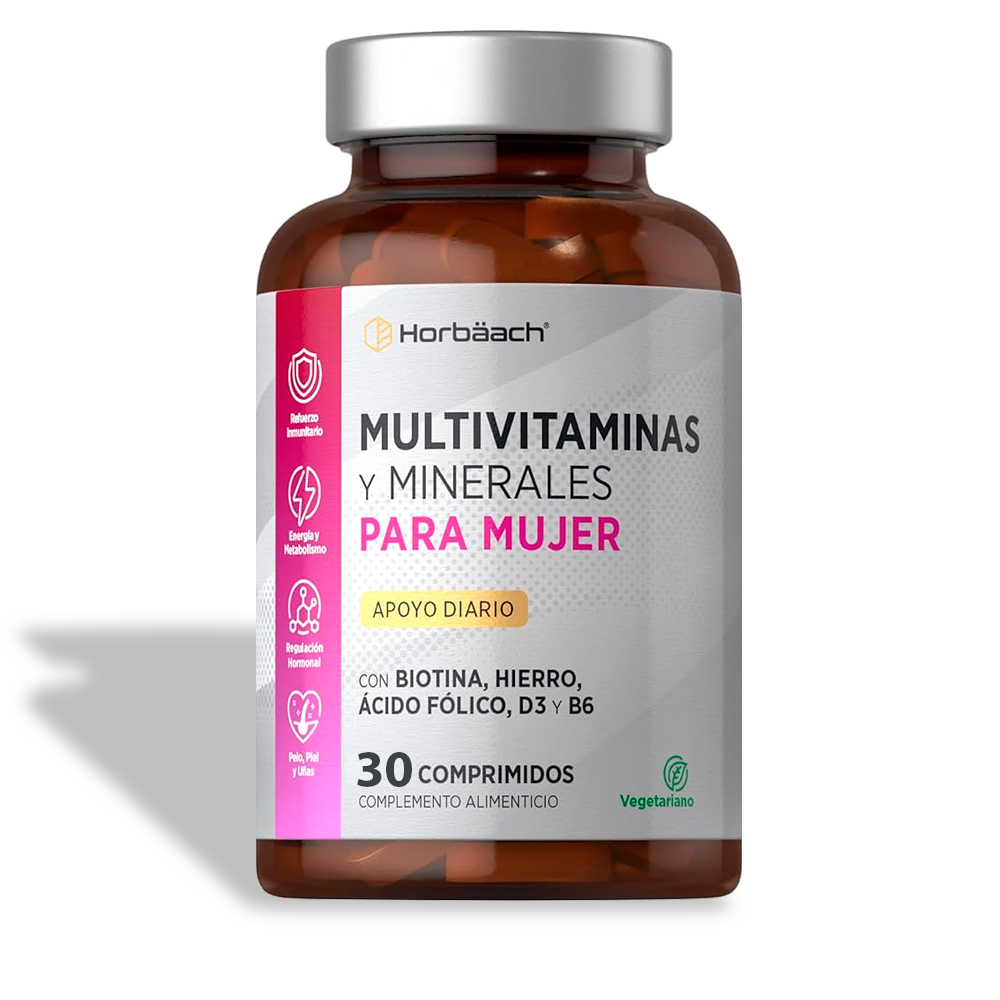 Horbäach®
MULTIVITAMINAS
Y MINERALES
PARA MUJER
APOYO DIARIO
CON BIOTINA, HIERRO,
ÁCIDO FÓLICO, D3 Y B6
30 COMPRIMIDOS
COMPLEMENTO ALIMENTICIO
Vegetariano
Refuerzo
Inmunitario
Energía y
Metabolismo
Regulación
Hormonal
Pelo, Piel
y Uñas